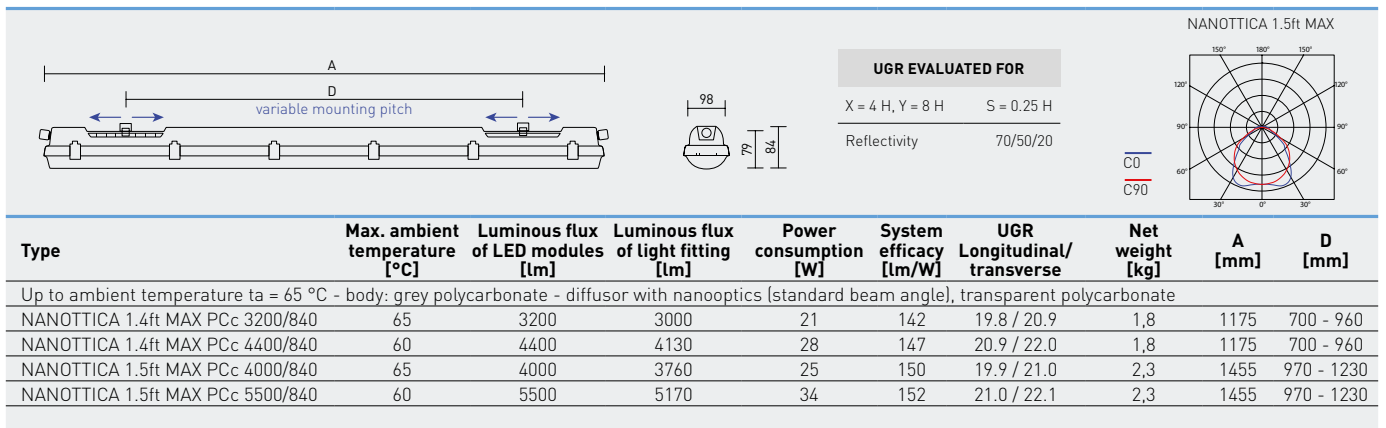 NANOTTICA 1.5ft MAX
A
D
variable mounting pitch
98
79
84
UGR EVALUATED FOR
X = 4 H, Y = 8 H S = 0.25 H
Reflectivity 70/50/20
C0
C90
150° 180° 150°
120° 120°
90° 90°
60° 60°
30° 0° 30°
Type Max. ambient temperature [°C] Luminous flux of LED modules [lm] Luminous flux of light fitting [lm] Power consumption [W] System efficacy [lm/W] UGR Longitudinal/ transverse Net weight [kg] A [mm] D [mm]
Up to ambient temperature ta = 65 °C - body: grey polycarbonate - diffusor with nanooptics (standard beam angle), transparent polycarbonate
NANOTTICA 1.4ft MAX PCc 3200/840 65 3200 3000 21 142 19.8 / 20.9 1,8 1175 700 - 960
NANOTTICA 1.4ft MAX PCc 4400/840 60 4400 4130 28 147 20.9 / 22.0 1,8 1175 700 - 960
NANOTTICA 1.5ft MAX PCc 4000/840 65 4000 3760 25 150 19.9 / 21.0 2,3 1455 970 - 1230
NANOTTICA 1.5ft MAX PCc 5500/840 60 5500 5170 34 152 21.0 / 22.1 2,3 1455 970 - 1230